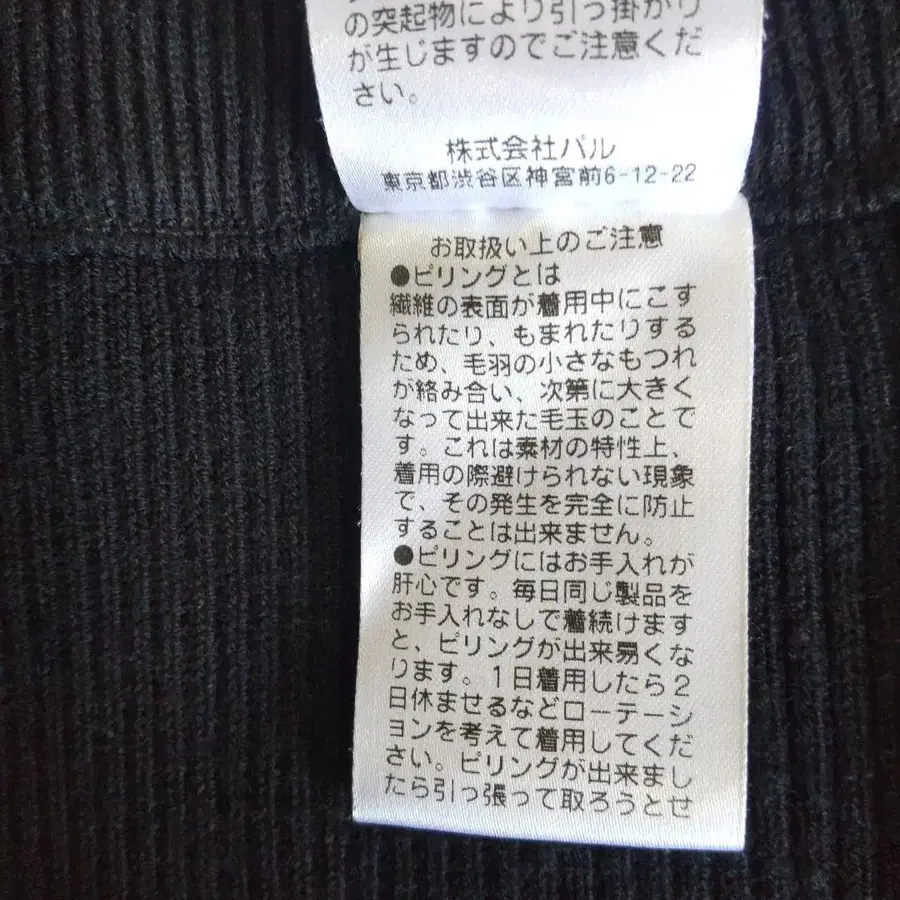 の突起物により引っ掛かり
が生じますのでご注意くだ
さい。
株式会社パル
東京都渋谷区神宮前6-12-22
お取扱い上のご注意
●ピリングとは
繊維の表面が着用中にこす
られたり、もまれたりする
ため、毛羽の小さなもつれ
が絡み合い、次第に大きく
なって出来た毛玉のことで
す。これは素材の特性上、
着用の際避けられない現象
で、その発生を完全に防止
することは出来ません。
●ピリングにはお手入れが
肝心です。毎日同じ製品を
お手入れなしで着続けます
と、ピリングが出来易くな
ります。1日着用したら2
日休ませるなどローテーシ
ョンを考えて着用してくだ
さい。ピリングが出来まし
たら引っ張って取ろうとせ